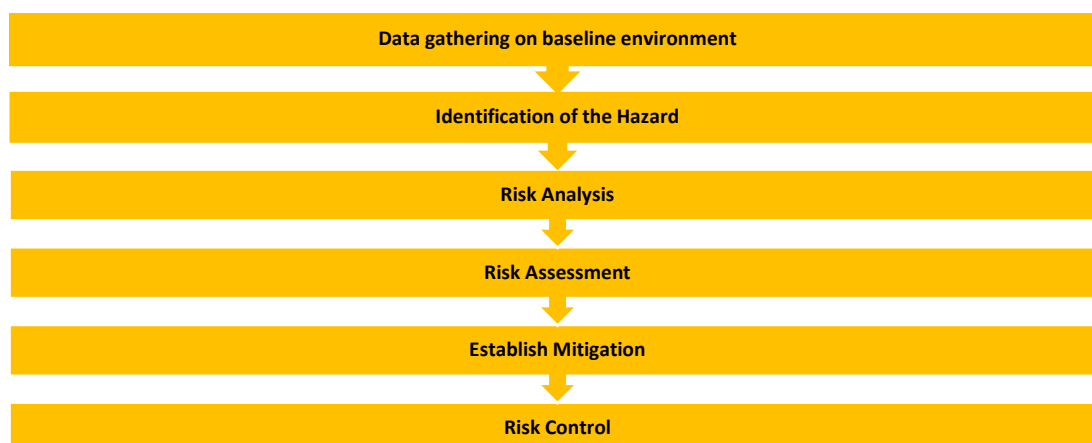 Data gathering on baseline environment
Identification of the Hazard
Risk Analysis
Risk Assessment
Establish Mitigation
Risk Control